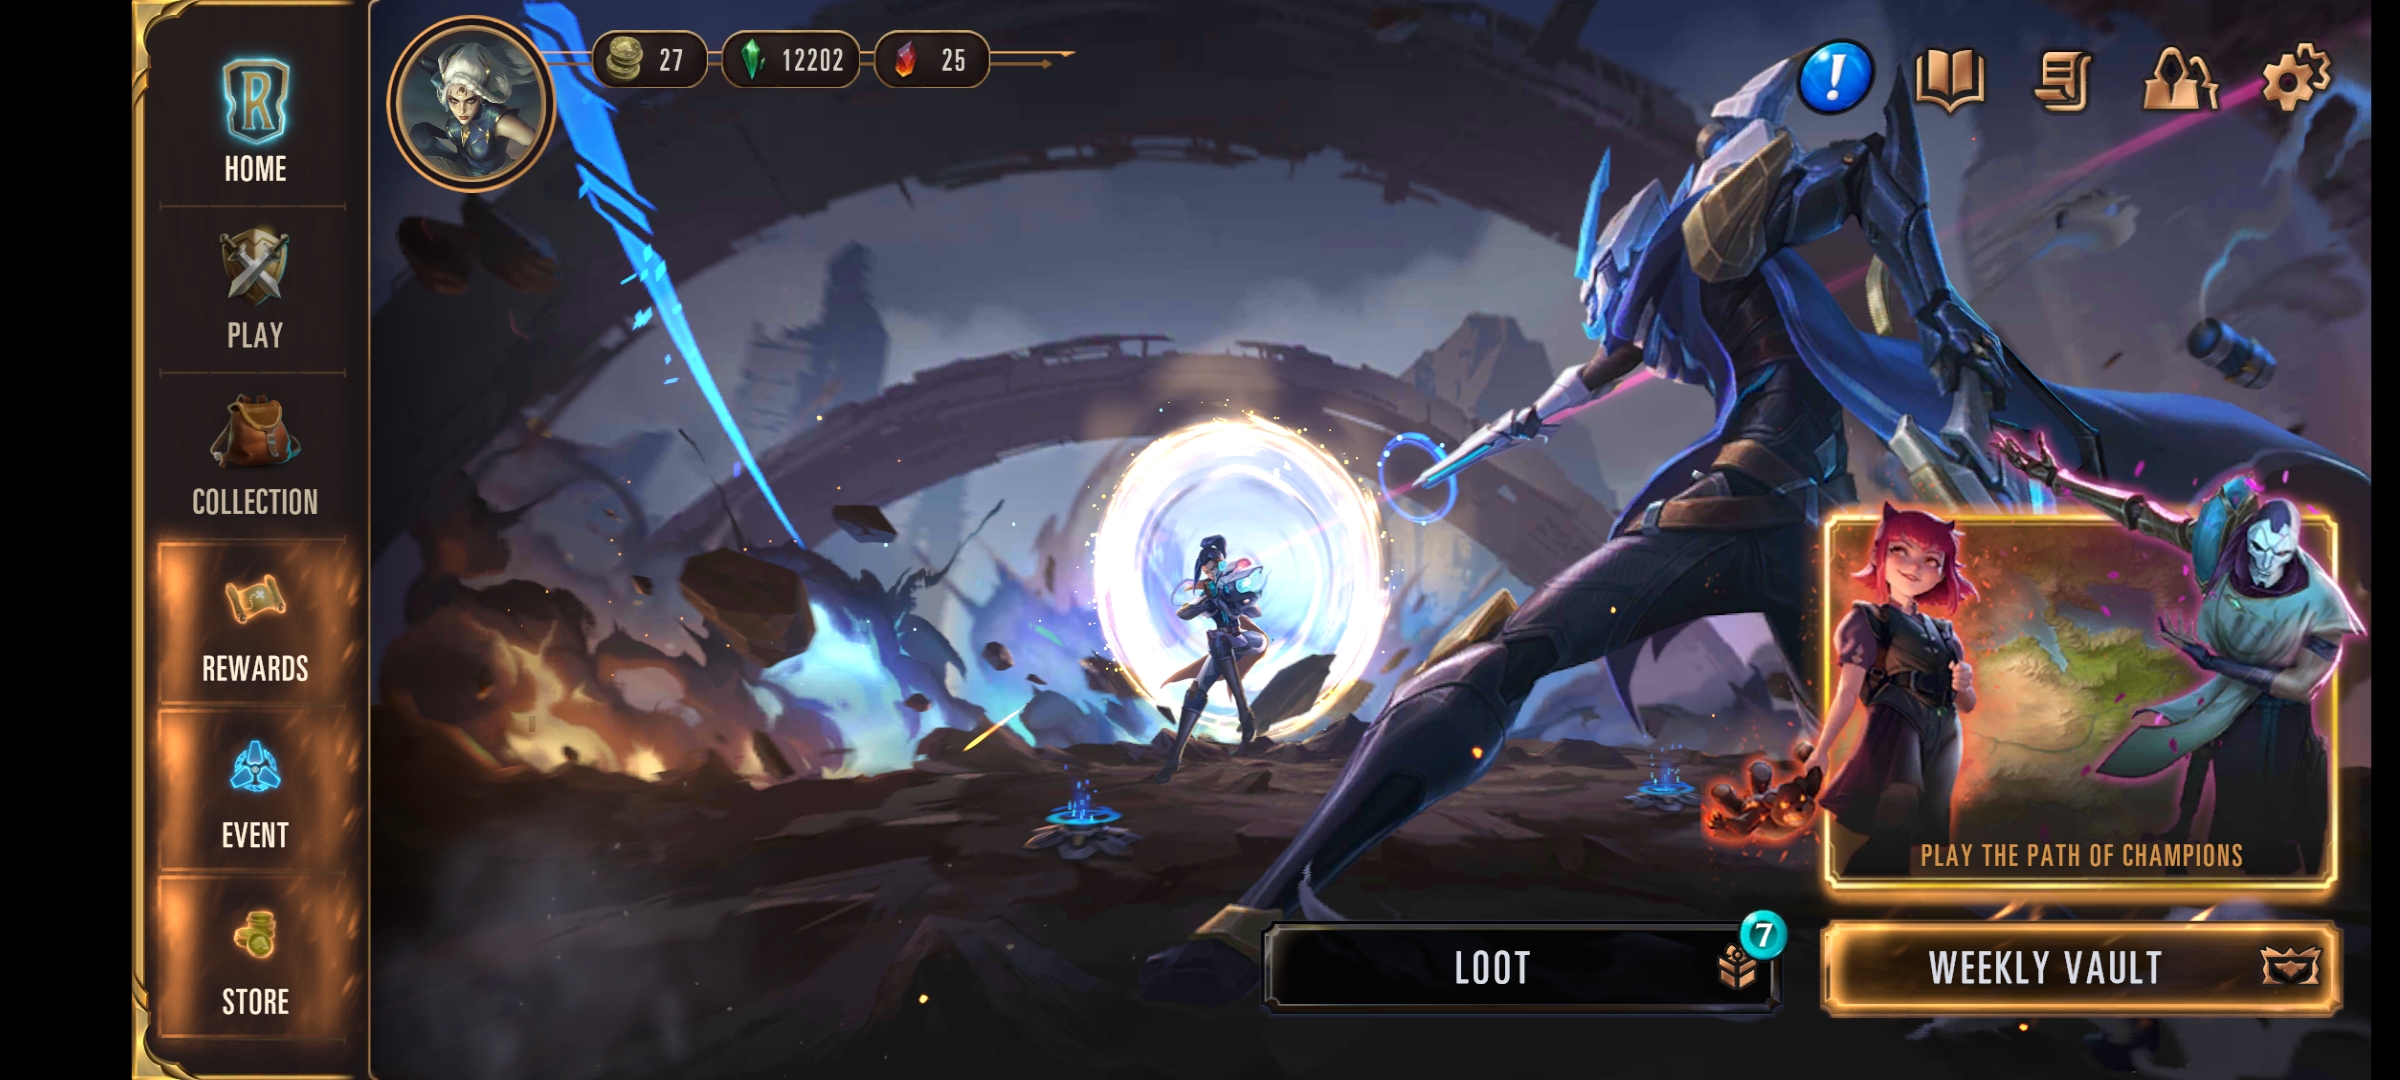 27
12202
25
HOME
PLAY
COLLECTION
REWARDS
EVENT
STORE
PLAY THE PATH OF CHAMPIONS
LOOT
7
WEEKLY VAULT